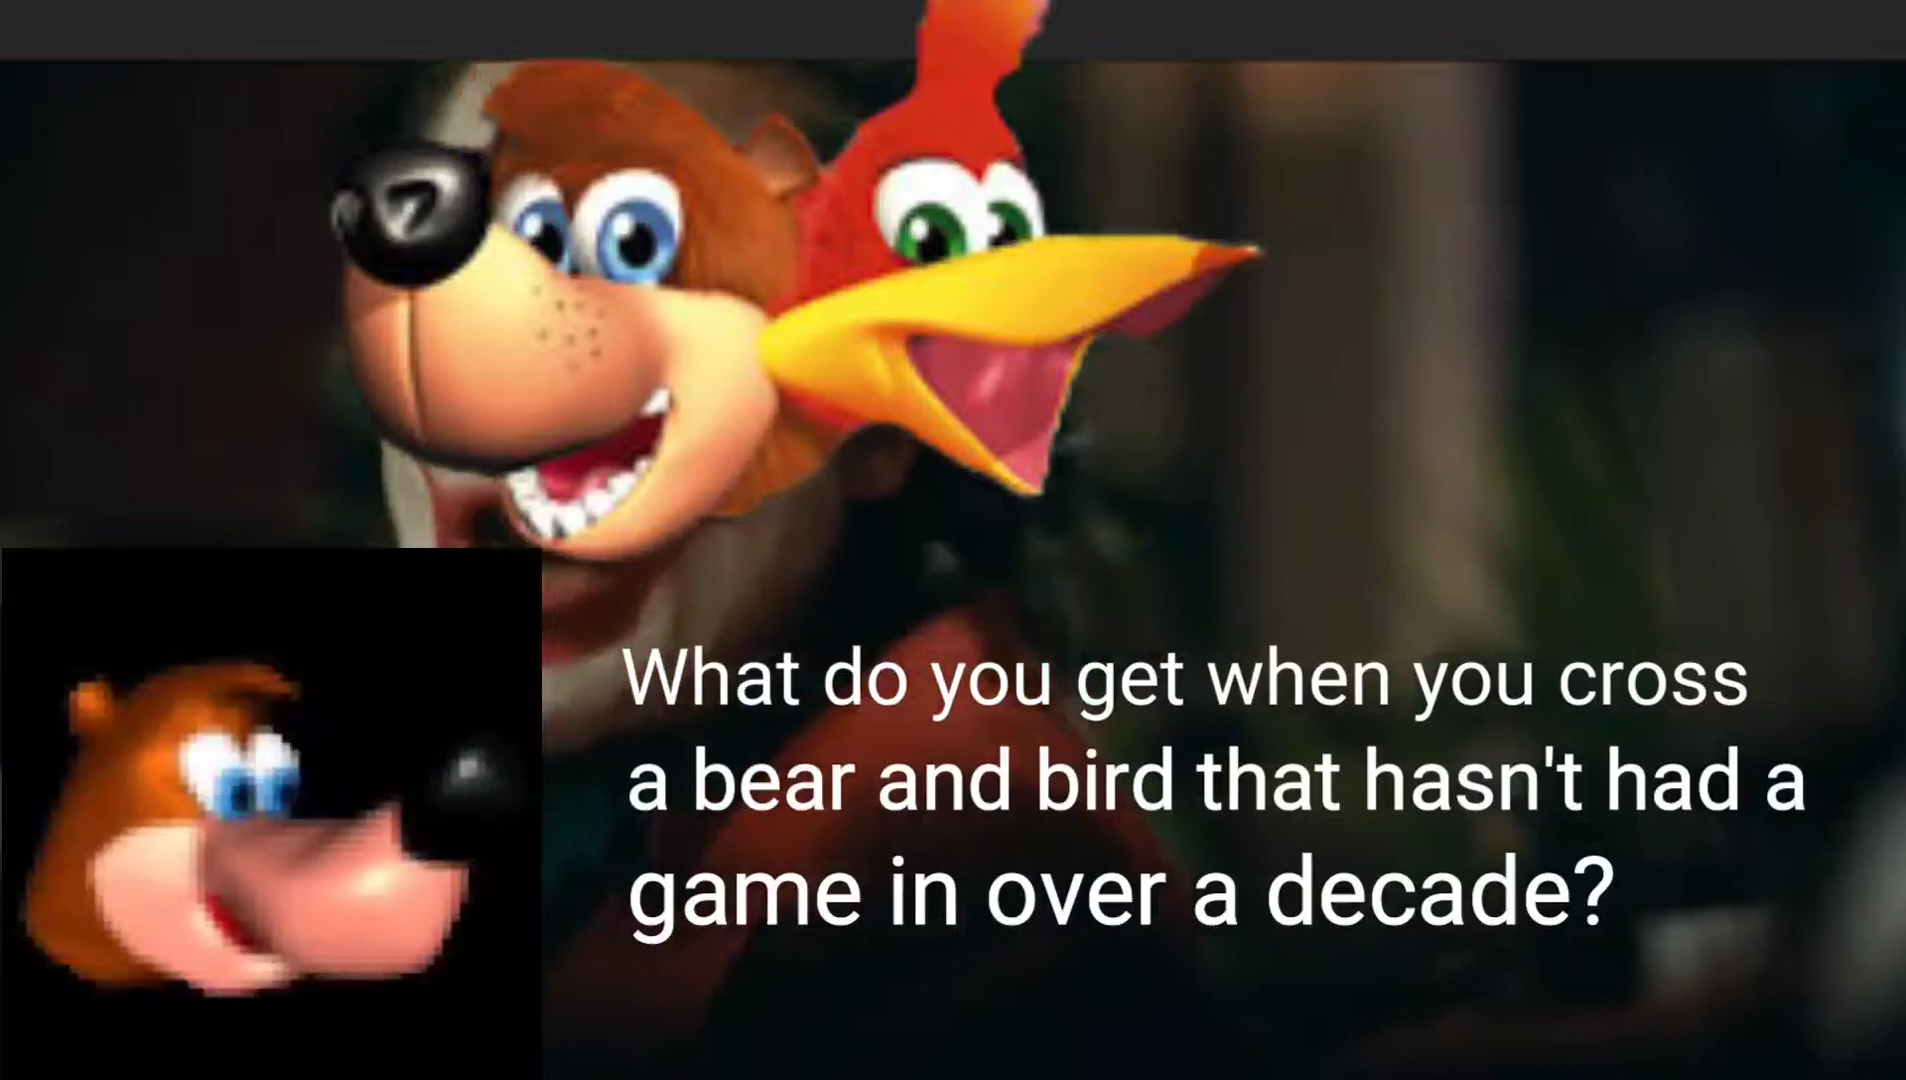 What do you get when you cross
a bear and bird that hasn't had a
game in over a decade?